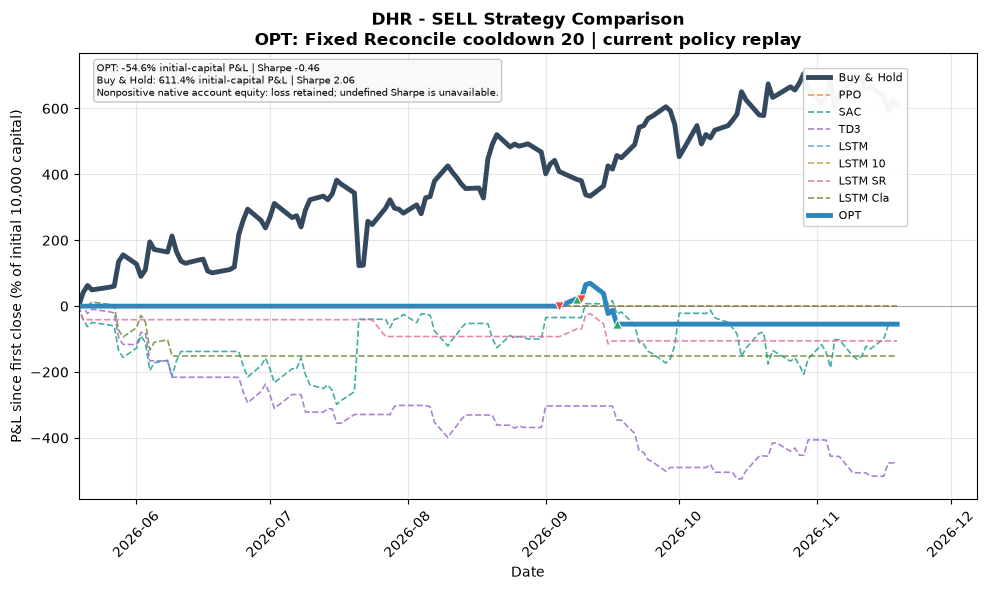 DHR - SELL Strategy Comparison
OPT: Fixed Reconcile cooldown 20 | current policy replay
OPT: -54.6% initial-capital P&L | Sharpe -0.46
Buy & Hold: 611.4% initial-capital P&L | Sharpe 2.06
Nonpositive native account equity: loss retained; undefined Sharpe is unavailable.
Buy & Hold
PPO
SAC
TD3
LSTM
LSTM 10
LSTM SR
LSTM Cla
OPT
P&L since first close (% of initial 10,000 capital)
600
400
200
0
−200
−400
2026-06
2026-07
2026-08
2026-09
2026-10
2026-11
2026-12
Date